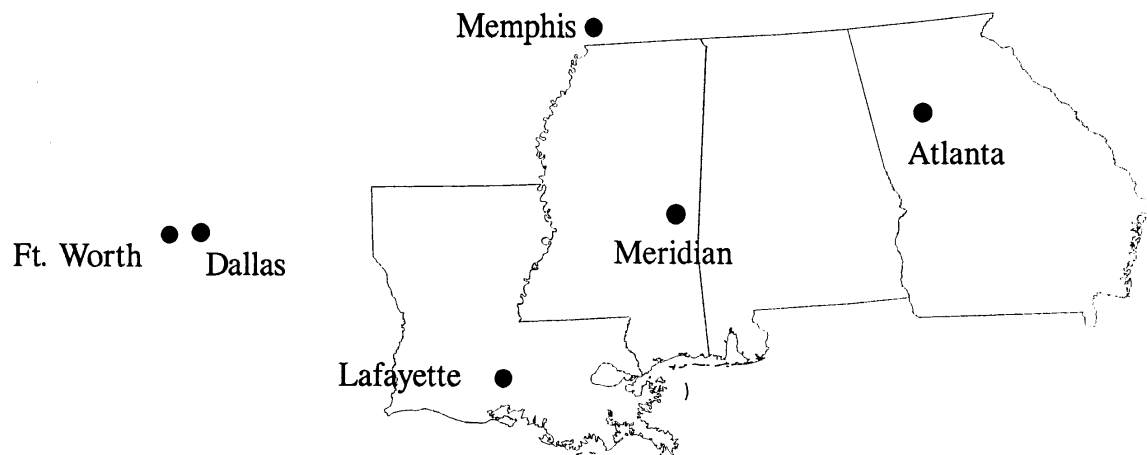 Memphis
Atlanta
Meridian
Ft. Worth
Dallas
Lafayette